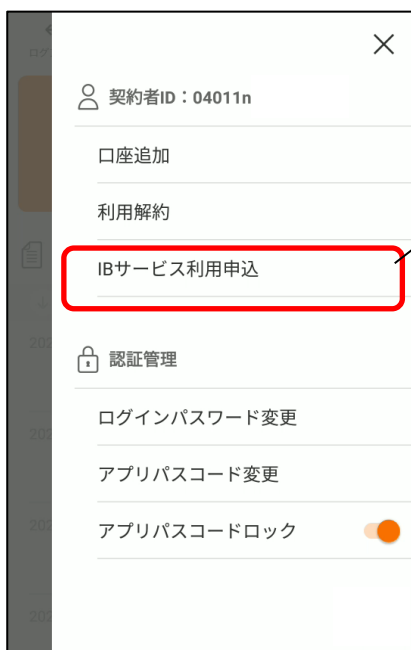 契約者ID：04011n
口座追加
利用解約
IBサービス利用申込
認証管理
ログインパスワード変更
アプリパスコード変更
アプリパスコードロック